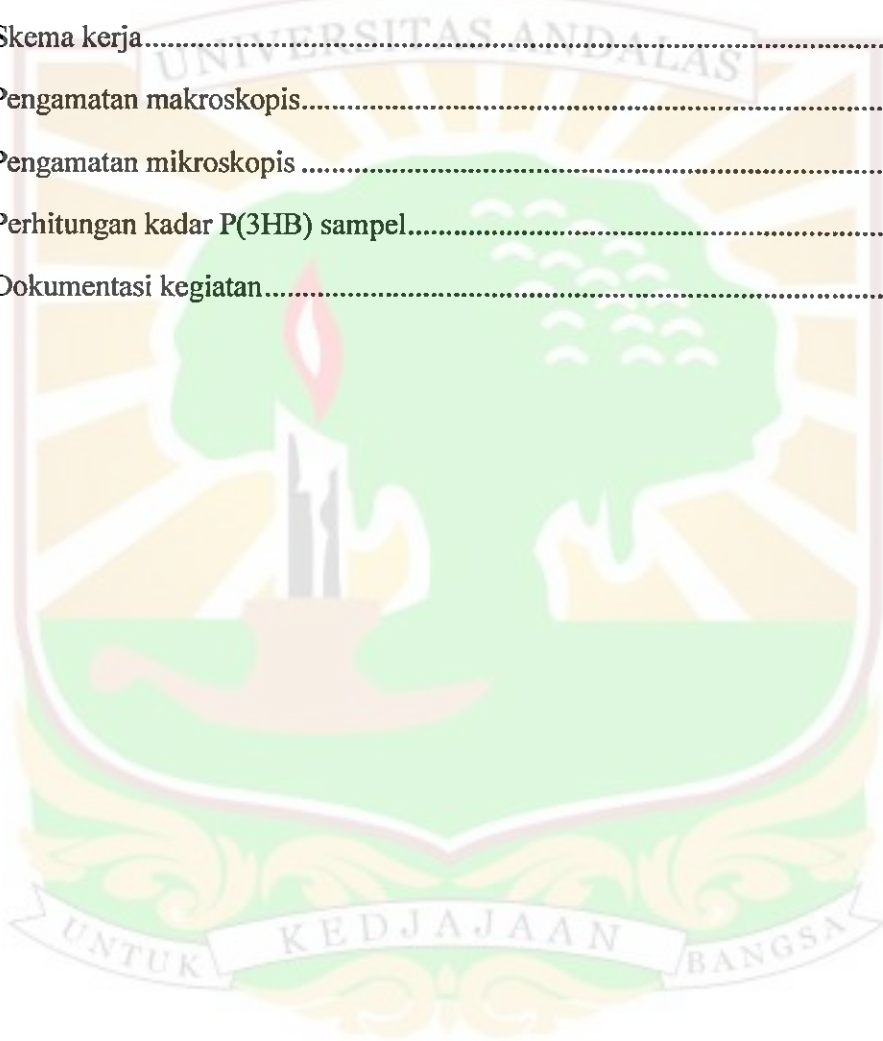 UNIVERSITAS ANDALAS
Skema kerja
Pengamatan makroskopis
Pengamatan mikroskopis
Perhitungan kadar P(3HB) sampel
Dokumentasi kegiatan
UNTUK KEDJAJAAN BANGSA